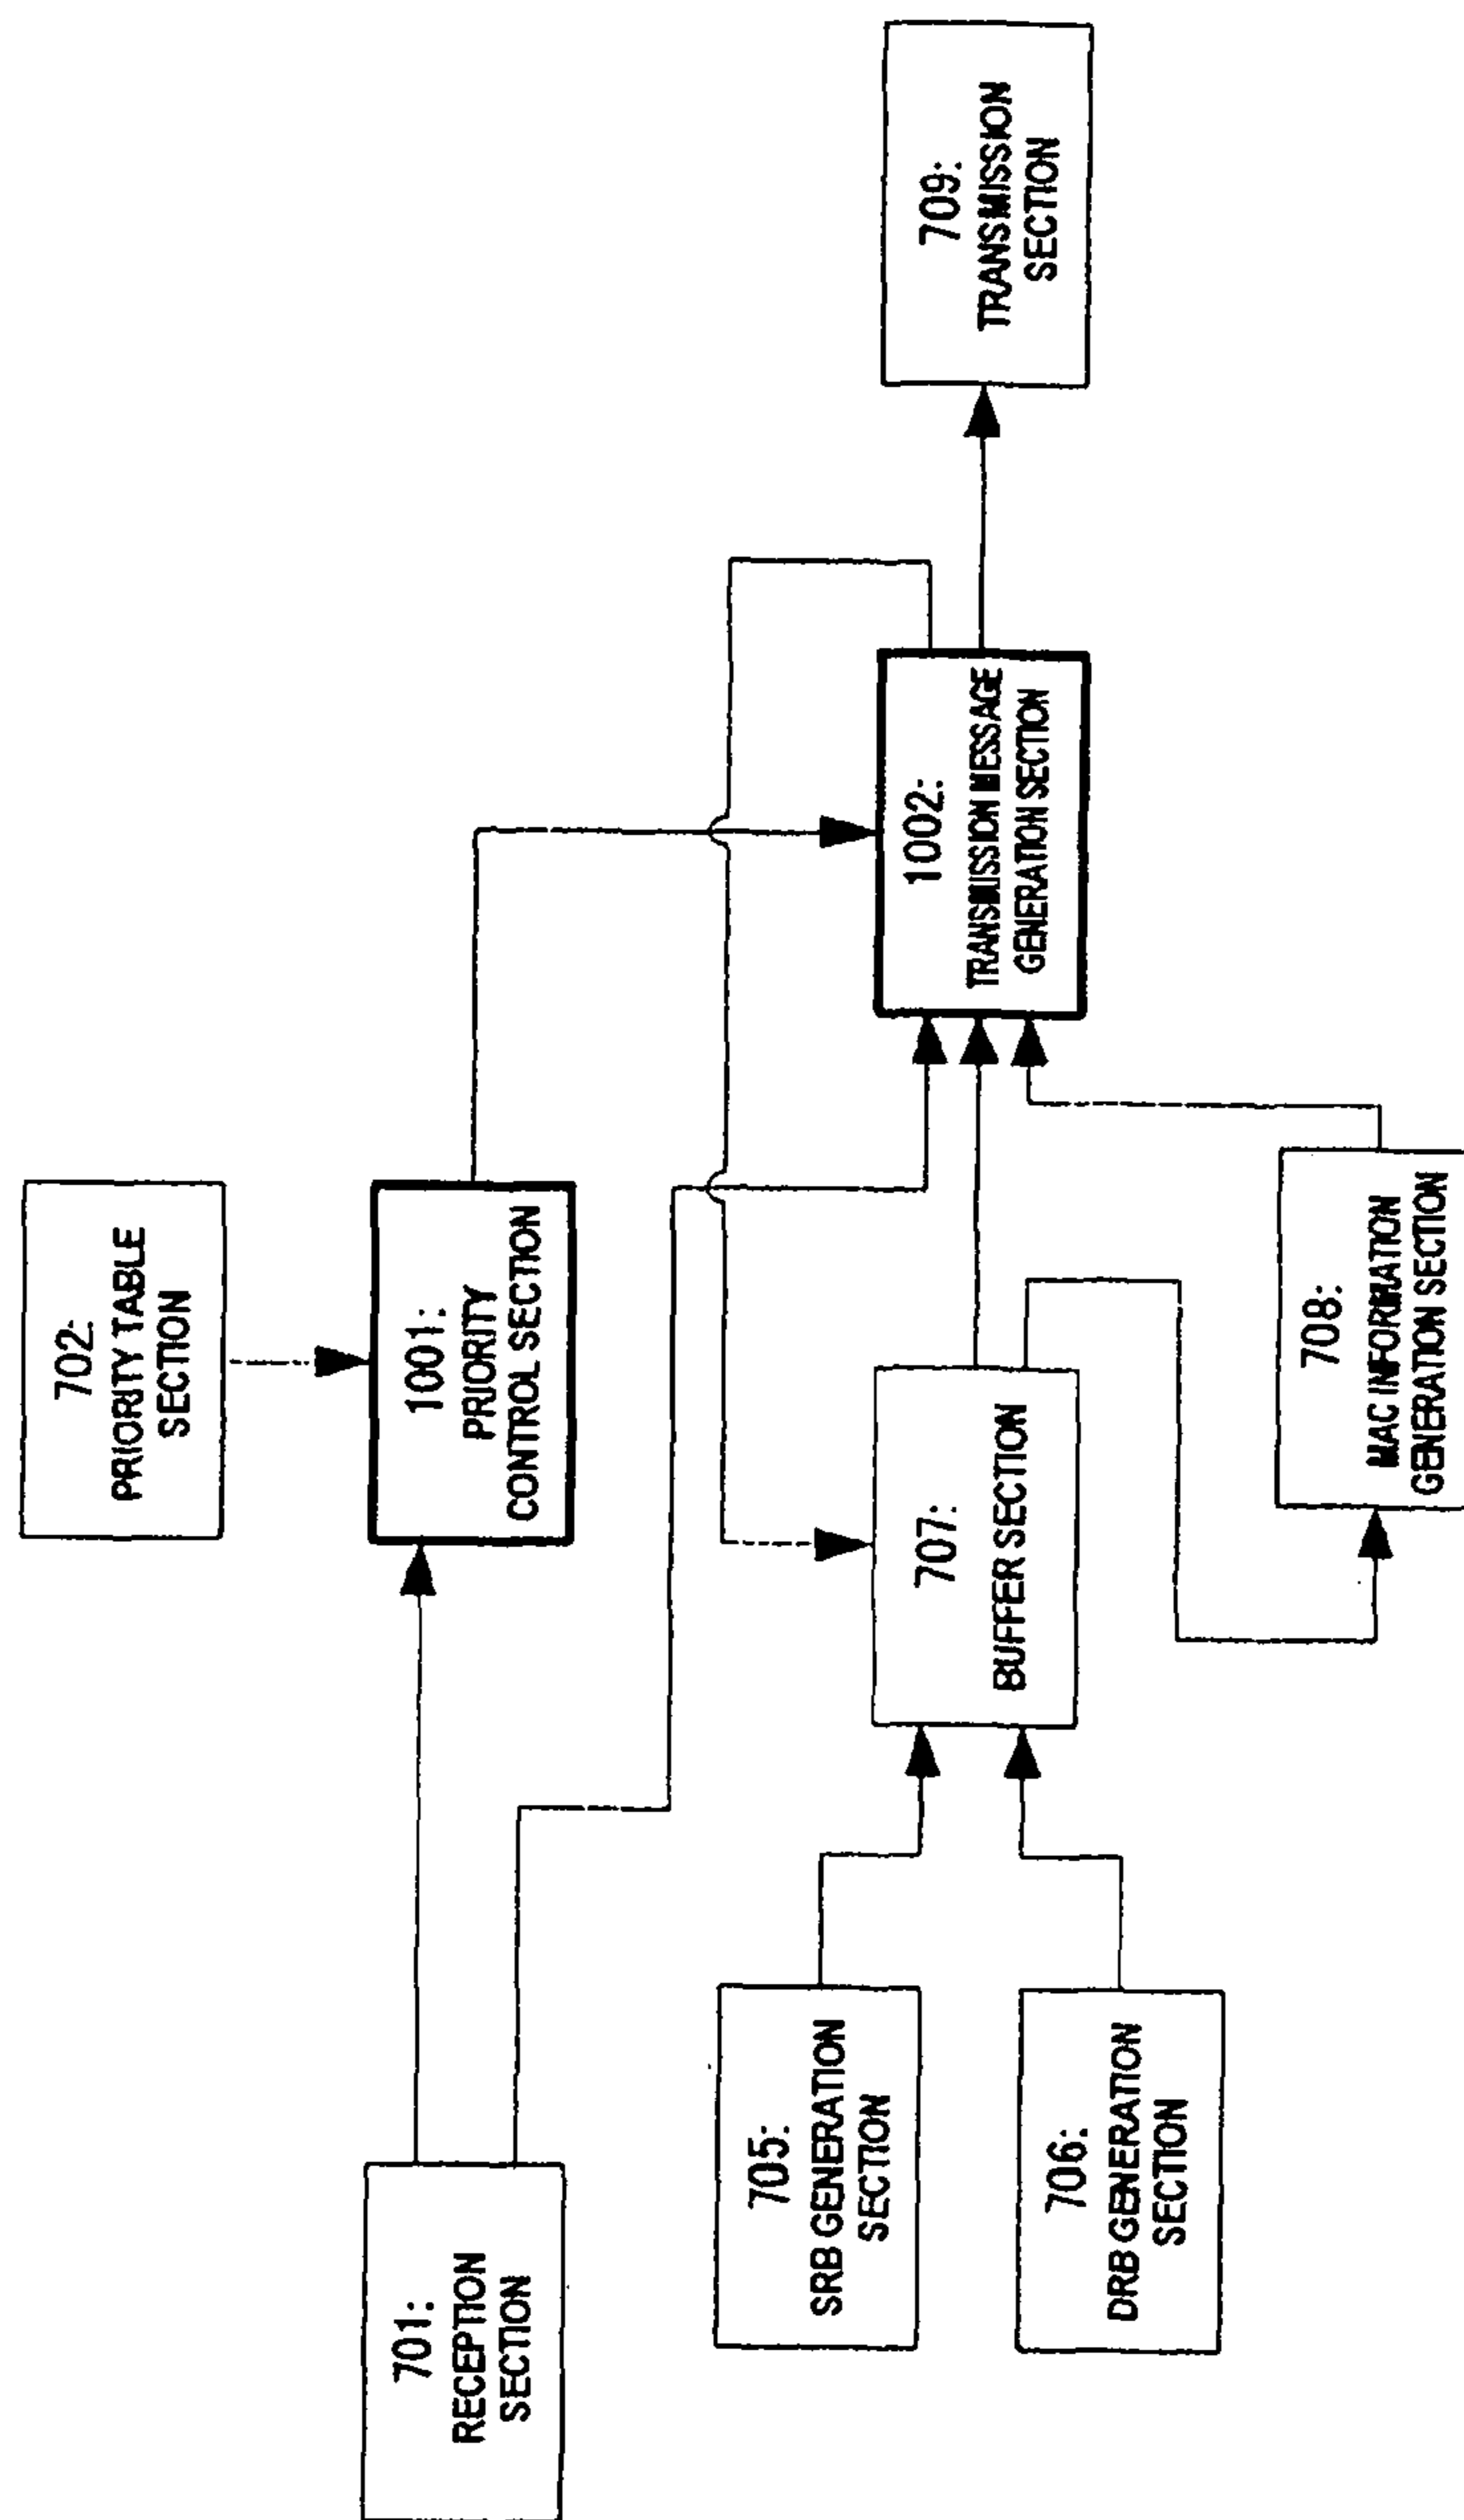 702:
PRIORITY TABLE
SECTION
701:
RECEPTION
SECTION
1001:
PRIORITY
CONTROL SECTION
705:
SRB GENERATION
SECTION
707:
BUFFER SECTION
1002:
TRANSMISSION MESSAGE
GENERATION SECTION
709:
TRANSMISSION
SECTION
706:
DRB GENERATION
SECTION
708:
MAC INFORMATION
GENERATION SECTION